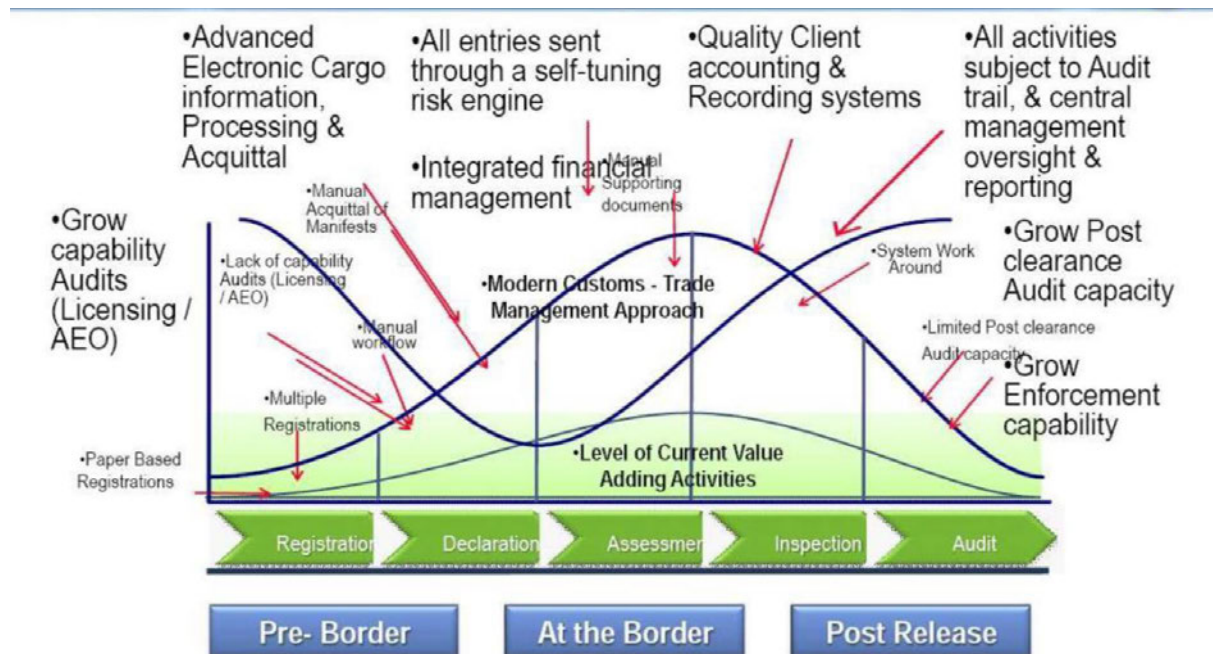 •Advanced
Electronic Cargo
information,
Processing &
Acquittal
•All entries sent
through a self-tuning
risk engine
•Integrated financial
management
•Quality Client
accounting &
Recording systems
•All activities
subject to Audit
trail, & central
management
oversight &
reporting
•Grow
capability
Audits
(Licensing /
AEO)
•Manual
Acquittal of
Manifests
•Manual
Supporting
documents
•Lack of capability
Audits (Licensing
/ AEO)
•Manual
workflow
•Modern Customs - Trade
Management Approach
•System Work
Around
•Grow Post
clearance
Audit capacity
•Limited Post clearance
Audit capacity
•Grow
Enforcement
capability
•Multiple
Registrations
•Paper Based
Registrations
•Level of Current Value
Adding Activities
Registration
Declaration
Assessmer
Inspection
Audit
Pre- Border
At the Border
Post Release